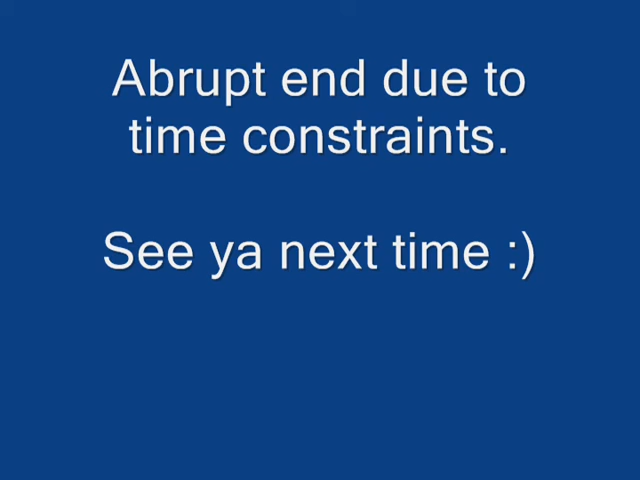 Abrupt end due to
time constraints.
See ya next time :)